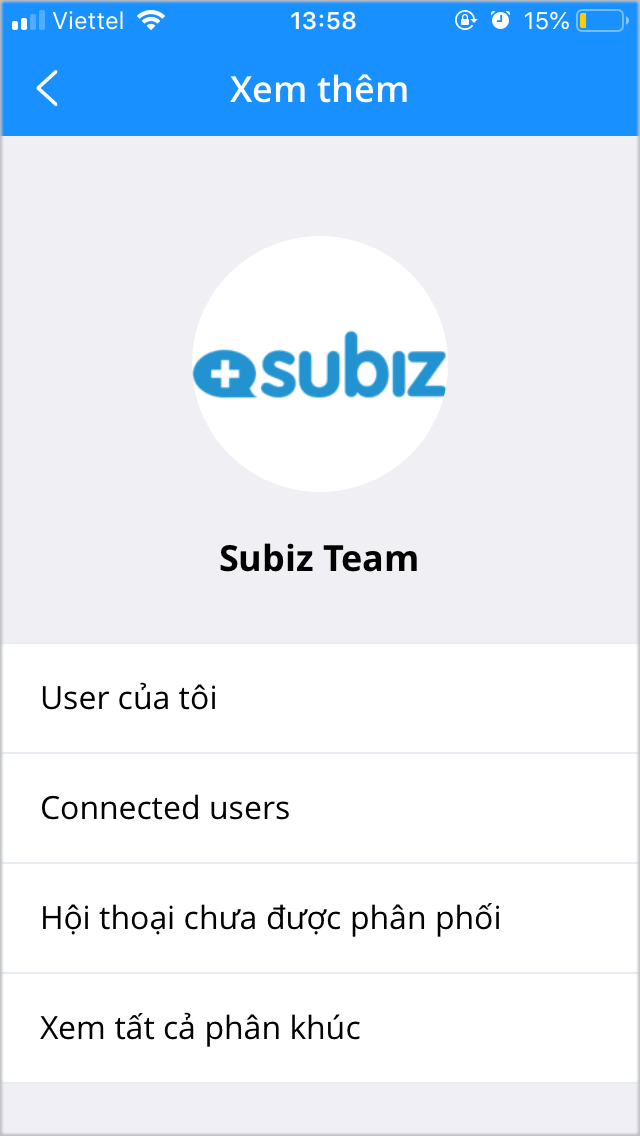 Viettel 13:58 15%
Xem thêm
subiz
Subiz Team
User của tôi
Connected users
Hội thoại chưa được phân phối
Xem tất cả phân khúc